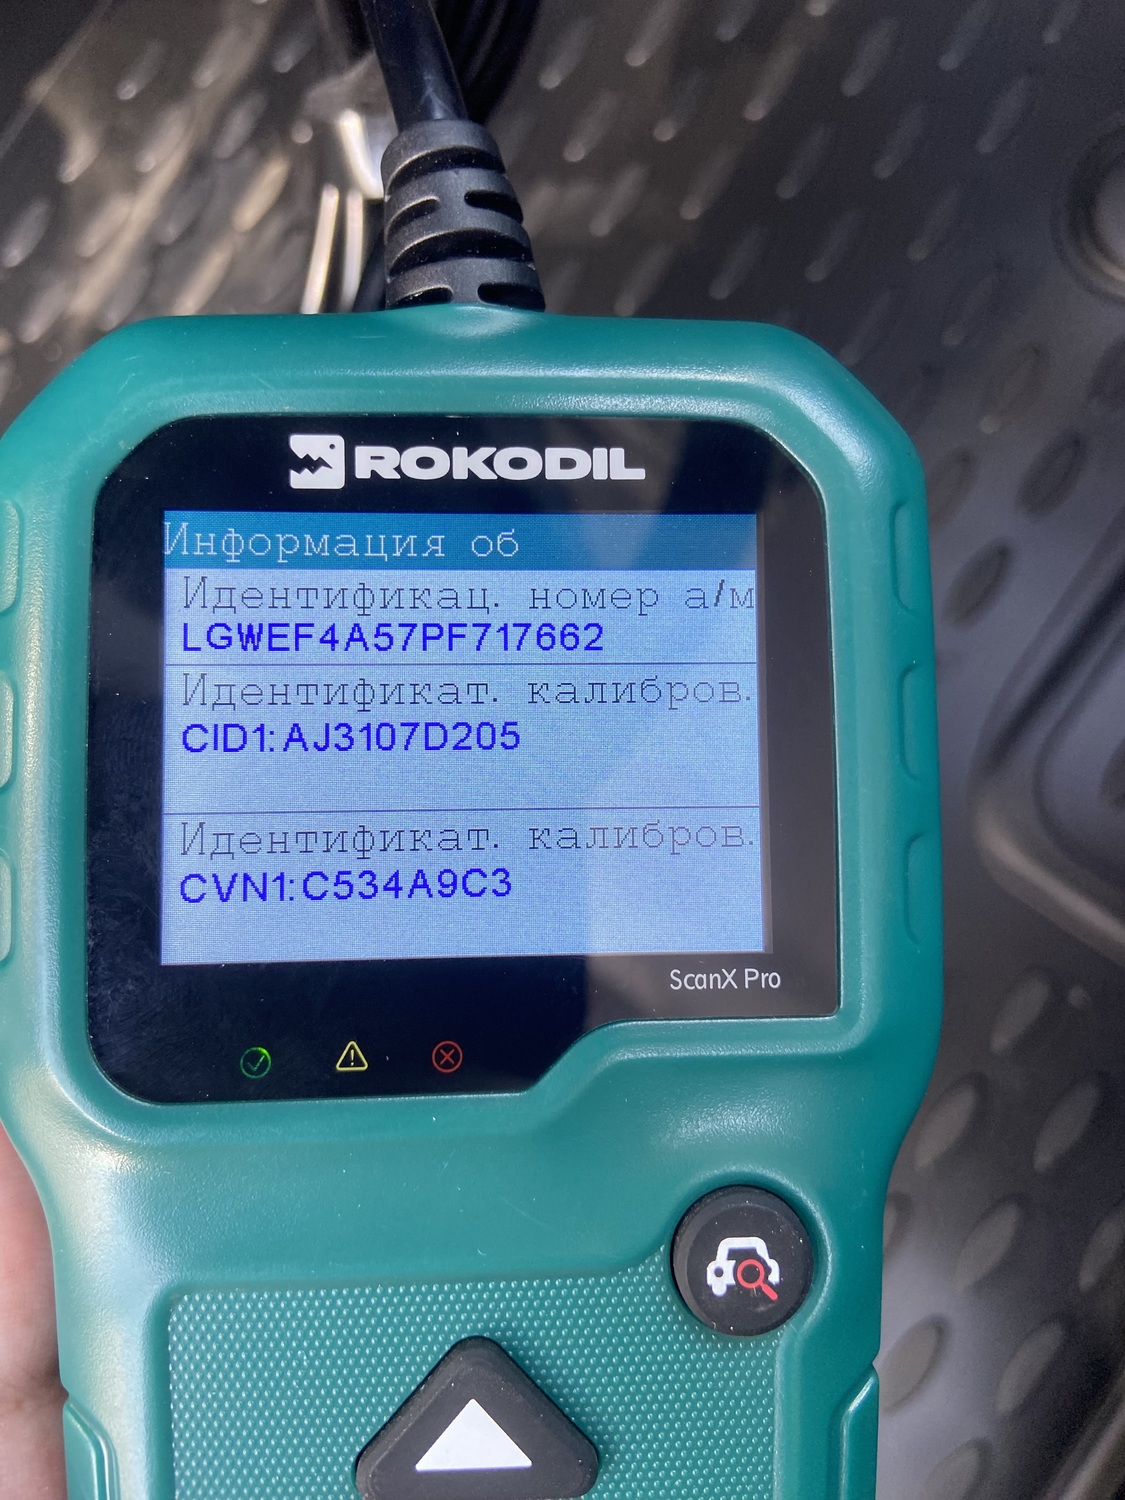 ROKODIL
Информация об
Идентификац. номер а/м
LGWEF4A57PF717662
Идентификат. калибров.
CID1:AJ3107D205
Идентификат. калибров.
CVN1:C534A9C3
ScanX Pro